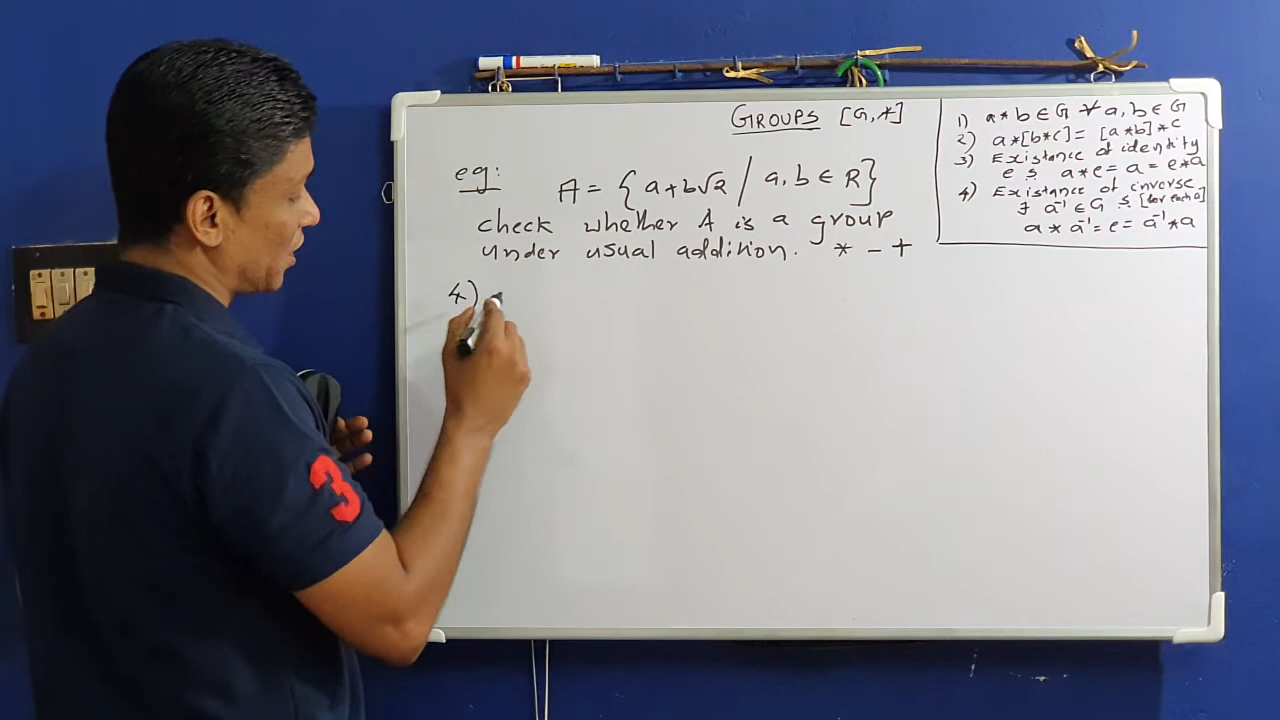 GROUPS [G,*]
eg:
A = { a+b√2 / a, b ∈ R}
check whether A is a group
under usual addition. * - +
4)
1) a * b ∈ G ∀ a, b ∈ G
2) a*[b*c] = [a*b]*c
3) Existance of identity
e ş a*e = a = e*a
4) Existance of inverse
∃ a⁻¹ ∈ G ş [for each a]
a * a⁻¹ = e = a⁻¹ * a
3